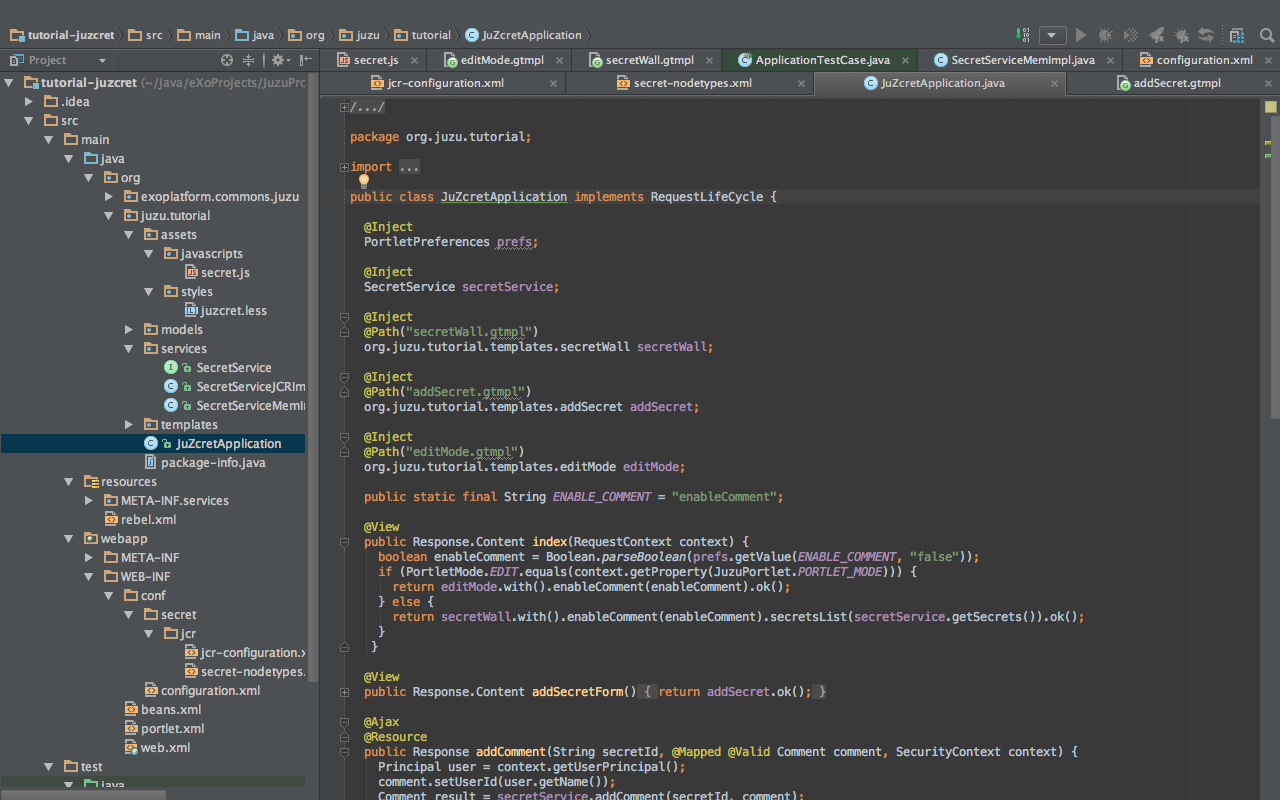 tutorial-juzcret src main java org juzu tutorial JuZcretApplication
Project
secret.js editMode.gtmpl secretWall.gtmpl ApplicationTestCase.java SecretServiceMemImpl.java configuration.xml
jcr-configuration.xml secret-nodetypes.xml JuZcretApplication.java addSecret.gtmpl
tutorial-juzcret (~/java/eXoProjects/JuzuPro
.idea
src
main
java
org
exoplatform.commons.juzu
juzu.tutorial
assets
javascripts
secret.js
styles
juzcret.less
models
services
SecretService
SecretServiceJCRIm
SecretServiceMemI
templates
JuZcretApplication
package-info.java
resources
META-INF.services
rebel.xml
webapp
META-INF
WEB-INF
conf
secret
jcr
jcr-configuration.x
secret-nodetypes.
configuration.xml
beans.xml
portlet.xml
web.xml
test
java
/.../
package org.juzu.tutorial;
import ...
public class JuZcretApplication implements RequestLifeCycle {
@Inject
PortletPreferences prefs;
@Inject
SecretService secretService;
@Inject
@Path("secretWall.gtmpl")
org.juzu.tutorial.templates.secretWall secretWall;
@Inject
@Path("addSecret.gtmpl")
org.juzu.tutorial.templates.addSecret addSecret;
@Inject
@Path("editMode.gtmpl")
org.juzu.tutorial.templates.editMode editMode;
public static final String ENABLE_COMMENT = "enableComment";
@View
public Response.Content index(RequestContext context) {
boolean enableComment = Boolean.parseBoolean(prefs.getValue(ENABLE_COMMENT, "false"));
if (PortletMode.EDIT.equals(context.getProperty(JuzuPortlet.PORTLET_MODE))) {
return editMode.with().enableComment(enableComment).ok();
} else {
return secretWall.with().enableComment(enableComment).secretsList(secretService.getSecrets()).ok();
}
}
@View
public Response.Content addSecretForm() { return addSecret.ok(); }
@Ajax
@Resource
public Response addComment(String secretId, @Mapped @Valid Comment comment, SecurityContext context) {
Principal user = context.getUserPrincipal();
comment.setUserId(user.getName());
Comment result = secretService.addComment(secretId, comment);